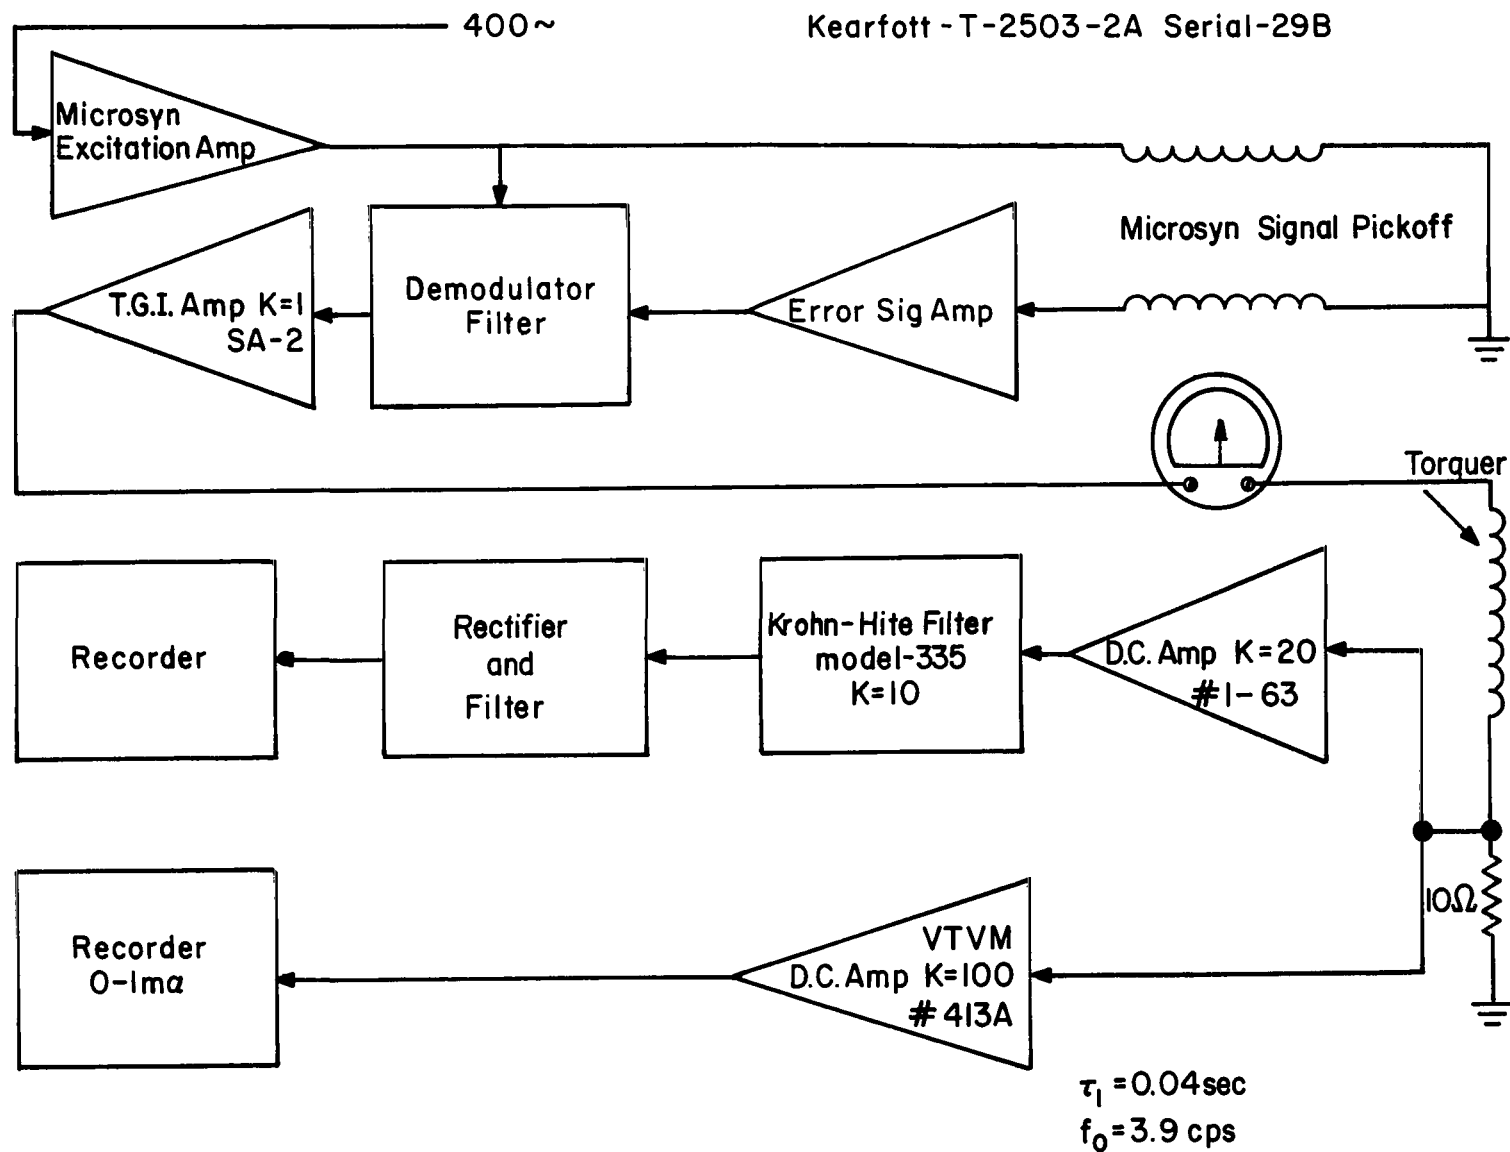 400~
Kearfott - T-2503-2A Serial-29B
Microsyn
Excitation Amp
Microsyn Signal Pickoff
T.G.I. Amp K=1
SA-2
Demodulator
Filter
Error Sig Amp
Torquer
Recorder
Rectifier
and
Filter
Krohn-Hite Filter
model-335
K=10
D.C. Amp K=20
#1-63
10Ω
Recorder
0-1ma
VTVM
D.C. Amp K=100
#413A
τ₁=0.04sec
f₀=3.9 cps